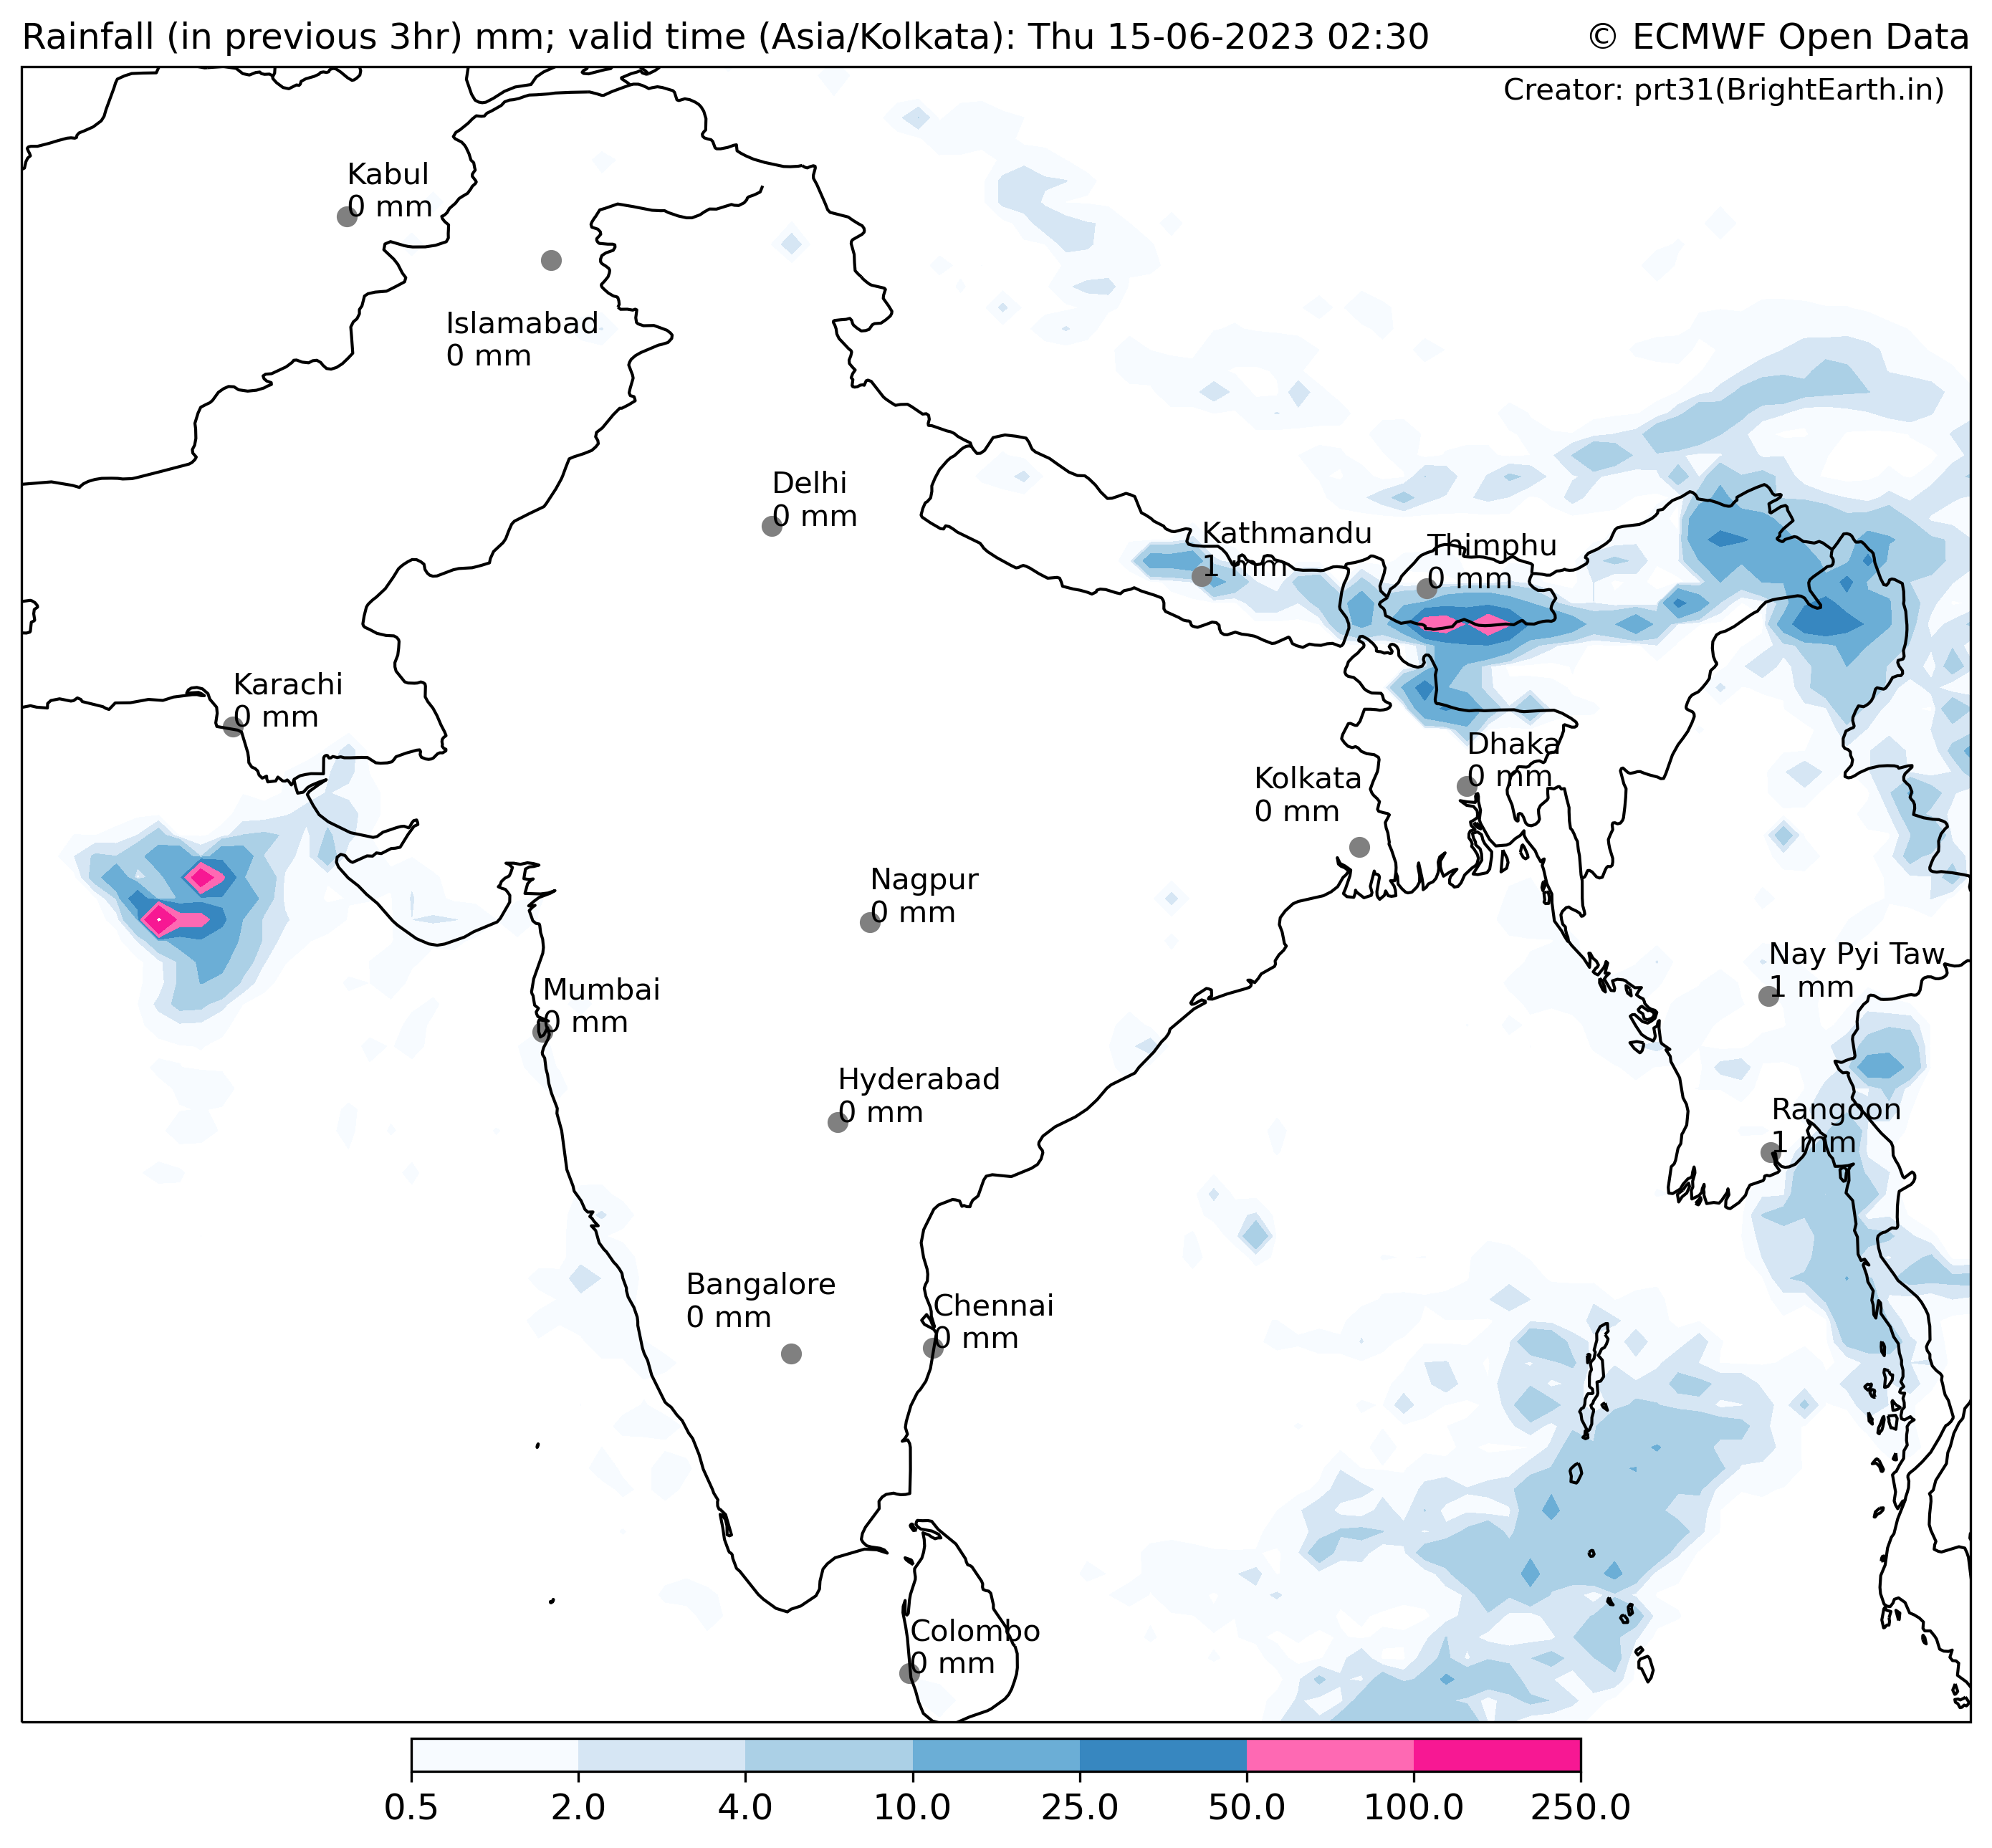 Rainfall (in previous 3hr) mm; valid time (Asia/Kolkata): Thu 15-06-2023 02:30
© ECMWF Open Data
Creator: prt31(BrightEarth.in)
Kabul
0 mm
Islamabad
0 mm
Delhi
0 mm
Kathmandu
1 mm
Thimphu
0 mm
Karachi
0 mm
Dhaka
0 mm
Kolkata
0 mm
Nagpur
0 mm
Nay Pyi Taw
1 mm
Mumbai
0 mm
Hyderabad
0 mm
Rangoon
1 mm
Bangalore
0 mm
Chennai
0 mm
Colombo
0 mm
0.5 2.0 4.0 10.0 25.0 50.0 100.0 250.0